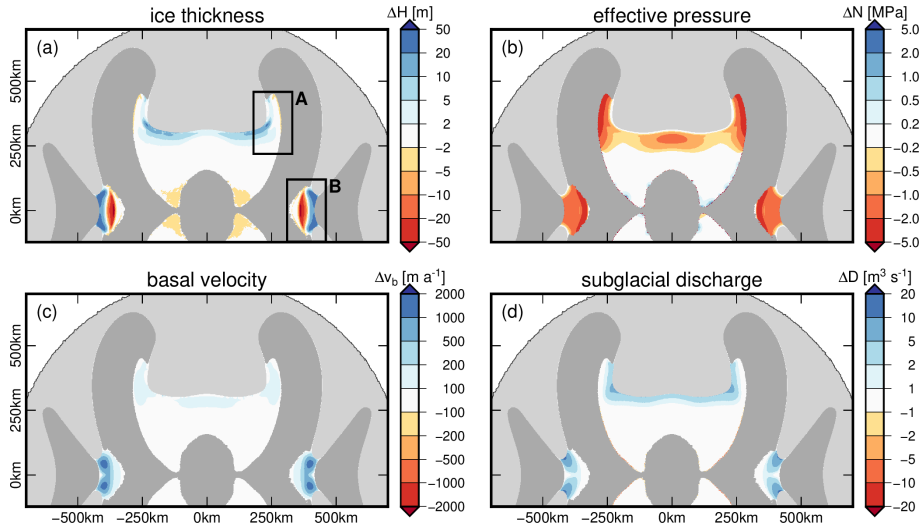 ice thickness
ΔH [m]
effective pressure
ΔN [MPa]
(a)
A
B
500km
250km
0km
50
20
10
5
2
−2
−5
−10
−20
−50
(b)
5.0
2.0
1.0
0.5
0.2
−0.2
−0.5
−1.0
−2.0
−5.0
basal velocity
Δv_b [m a⁻¹]
subglacial discharge
ΔD [m³ s⁻¹]
(c)
500km
250km
0km
−500km
−250km
0km
250km
500km
2000
1000
500
200
100
−100
−200
−500
−1000
−2000
(d)
−500km
−250km
0km
250km
500km
20
10
5
2
1
−1
−2
−5
−10
−20